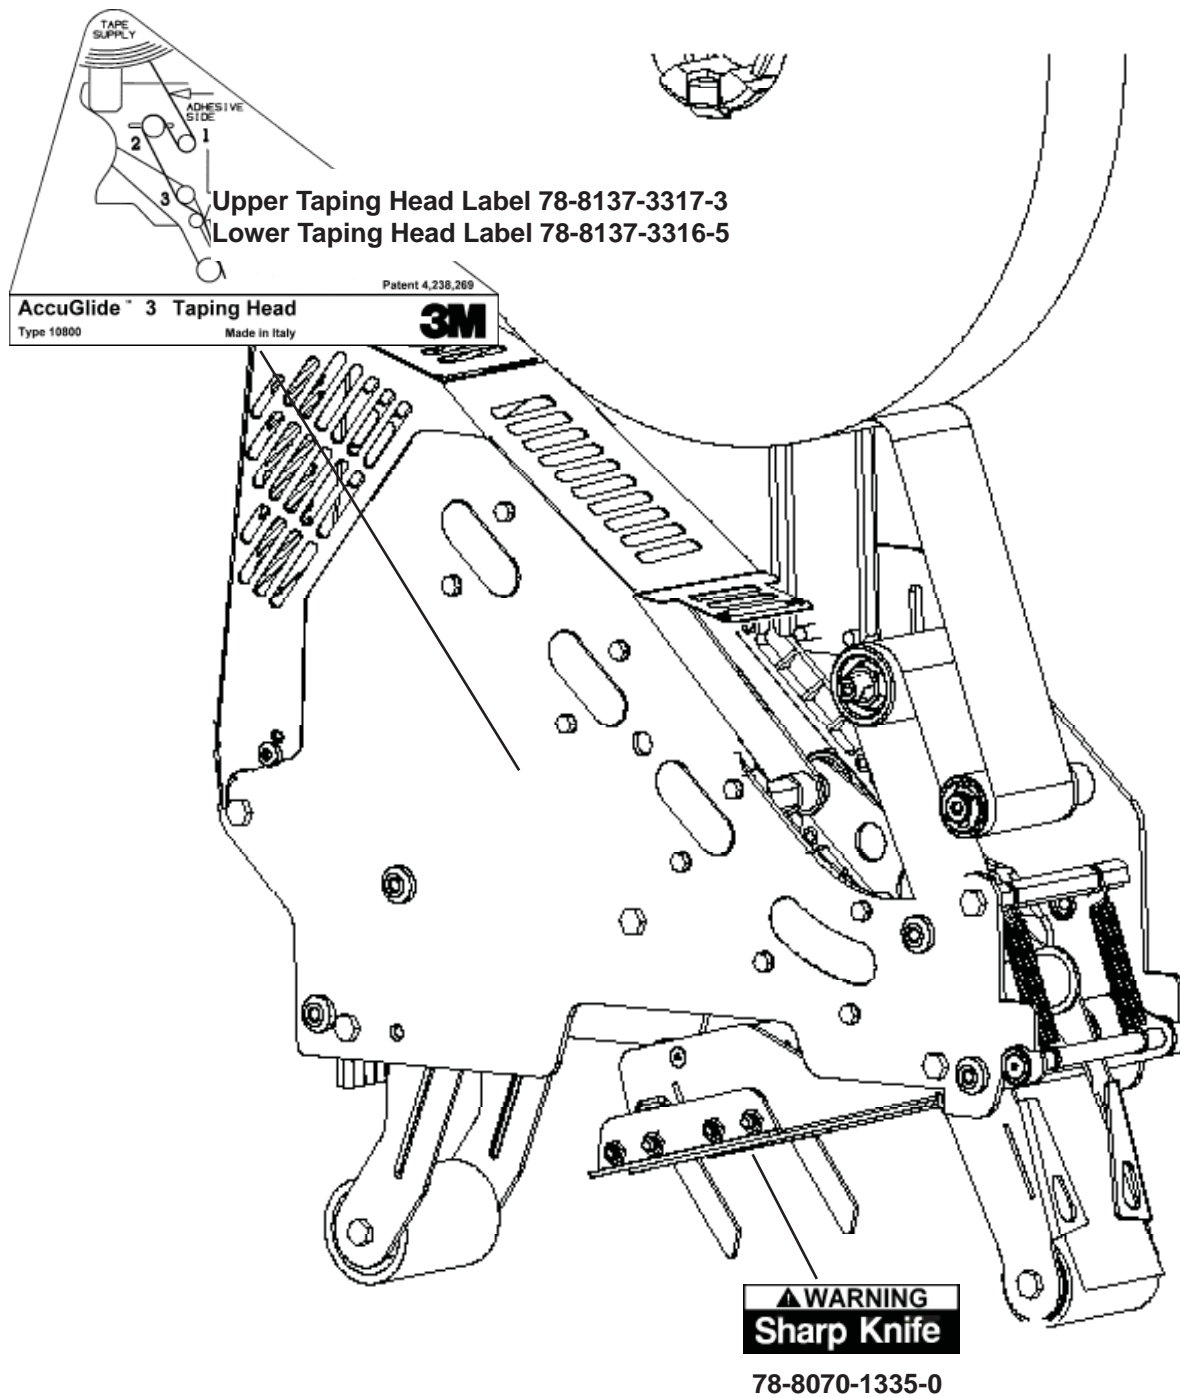 TAPE
SUPPLY
ADHESIVE
SIDE
1
2
3
Upper Taping Head Label 78-8137-3317-3
Lower Taping Head Label 78-8137-3316-5
Patent 4,238,269
AccuGlide™ 3 Taping Head
3M
Type 10800 Made in Italy
WARNING
Sharp Knife
78-8070-1335-0